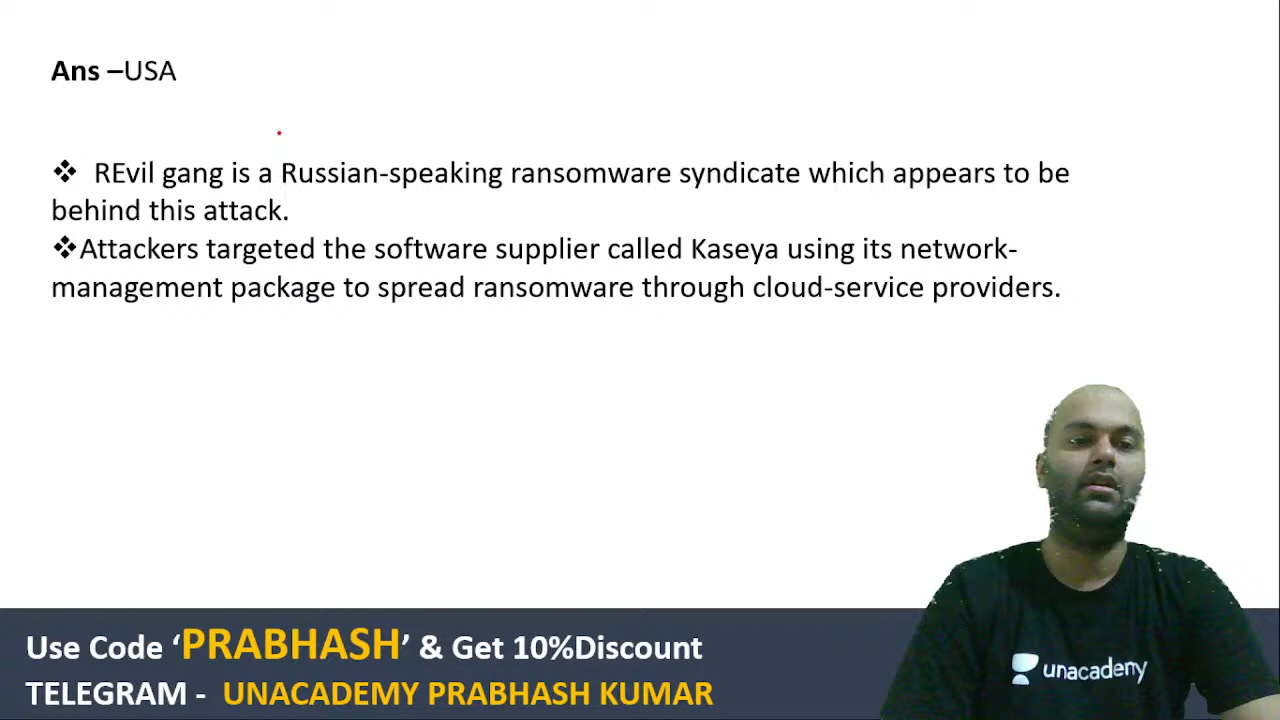 Ans –USA
❖ REvil gang is a Russian-speaking ransomware syndicate which appears to be
behind this attack.
❖Attackers targeted the software supplier called Kaseya using its network-
management package to spread ransomware through cloud-service providers.
unacademy
Use Code ‘PRABHASH’ & Get 10%Discount
TELEGRAM - UNACADEMY PRABHASH KUMAR